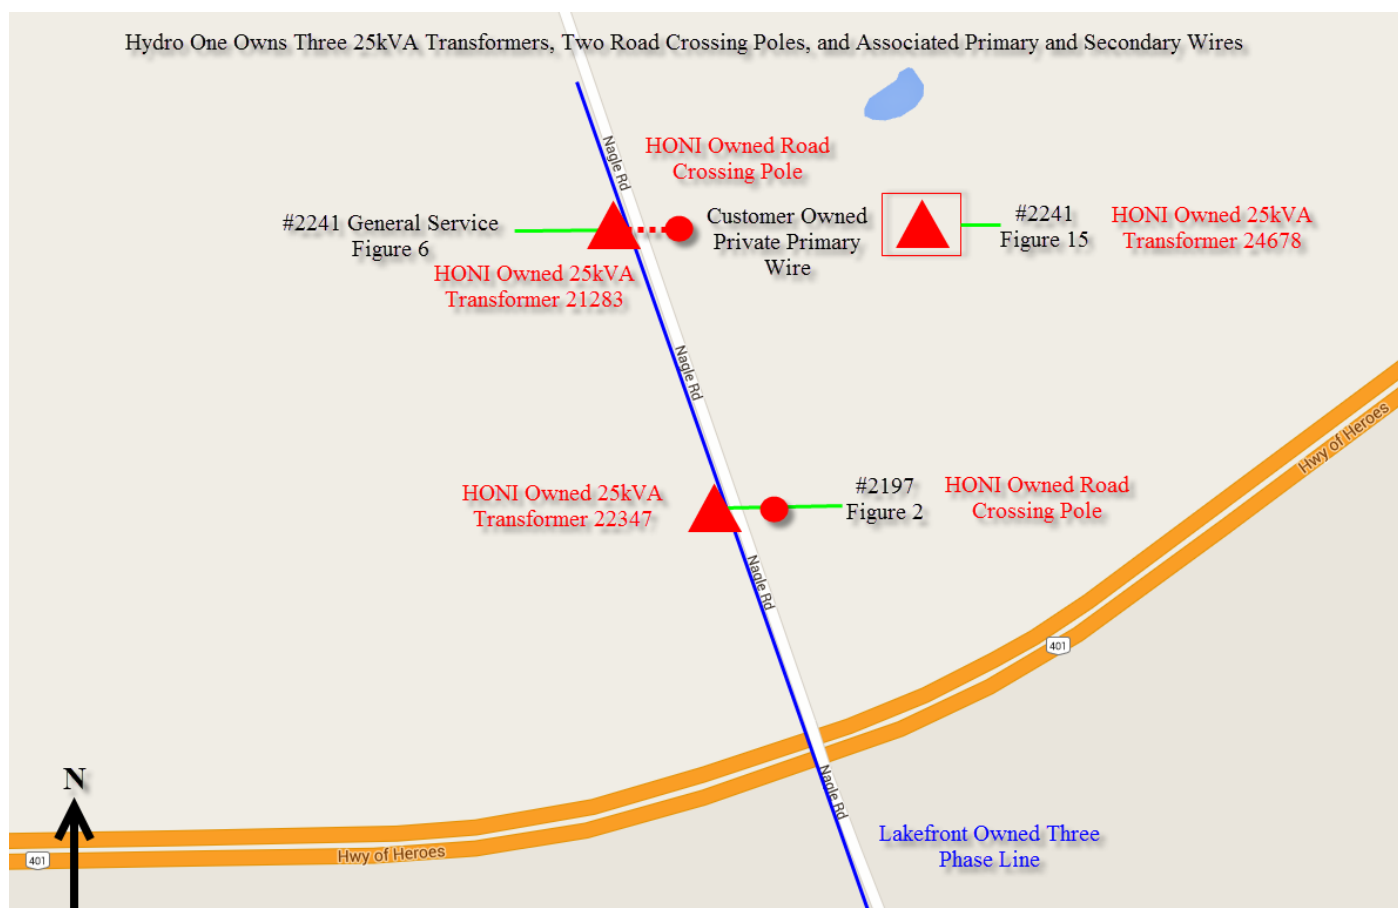 Hydro One Owns Three 25kVA Transformers, Two Road Crossing Poles, and Associated Primary and Secondary Wires
Nagle Rd
HONI Owned Road
Crossing Pole
#2241 General Service
Figure 6
HONI Owned 25kVA
Transformer 21283
Customer Owned
Private Primary
Wire
#2241
Figure 15
HONI Owned 25kVA
Transformer 24678
Nagle Rd
HONI Owned 25kVA
Transformer 22347
#2197
Figure 2
HONI Owned Road
Crossing Pole
Hwy of Heroes
Nagle Rd
401
N
Nagle Rd
401
Hwy of Heroes
Lakefront Owned Three
Phase Line